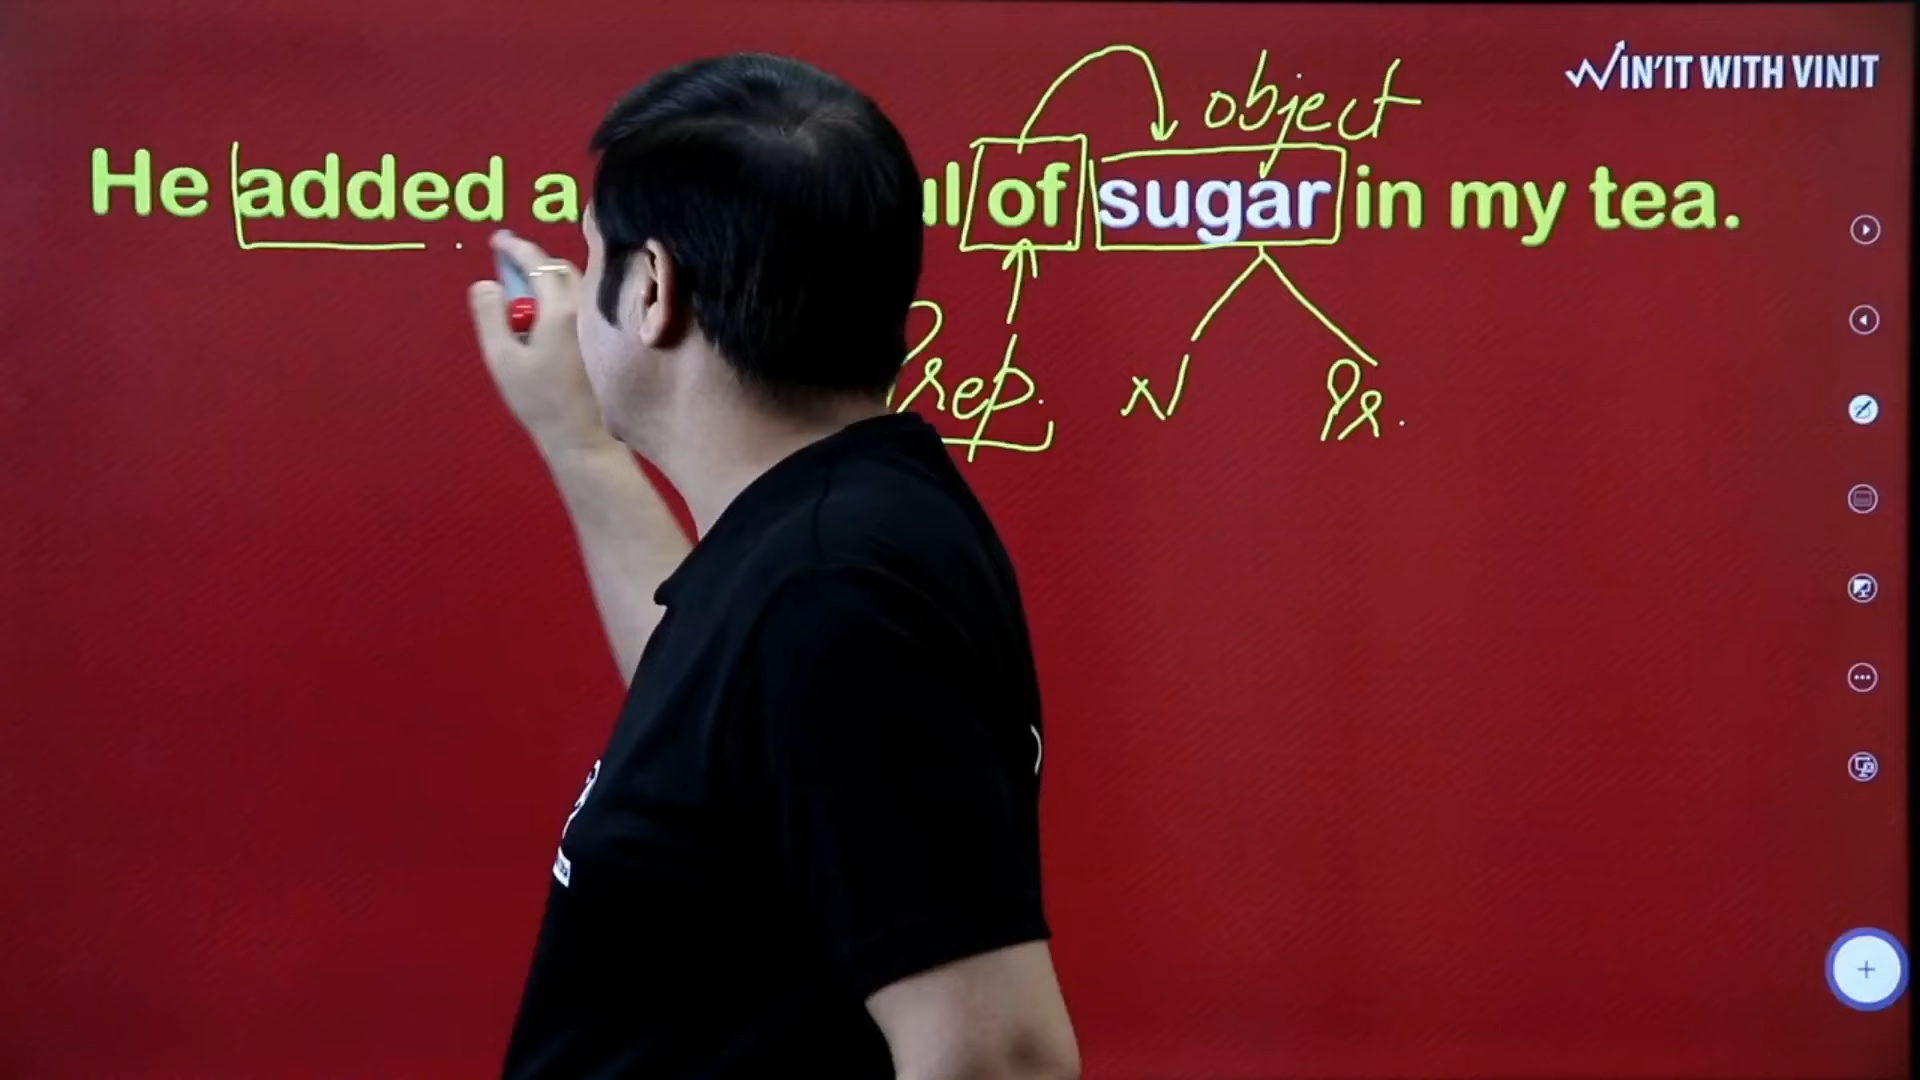 WIN'IT WITH VINIT
object
He added a ul of sugar in my tea.
Prep. N Pr.